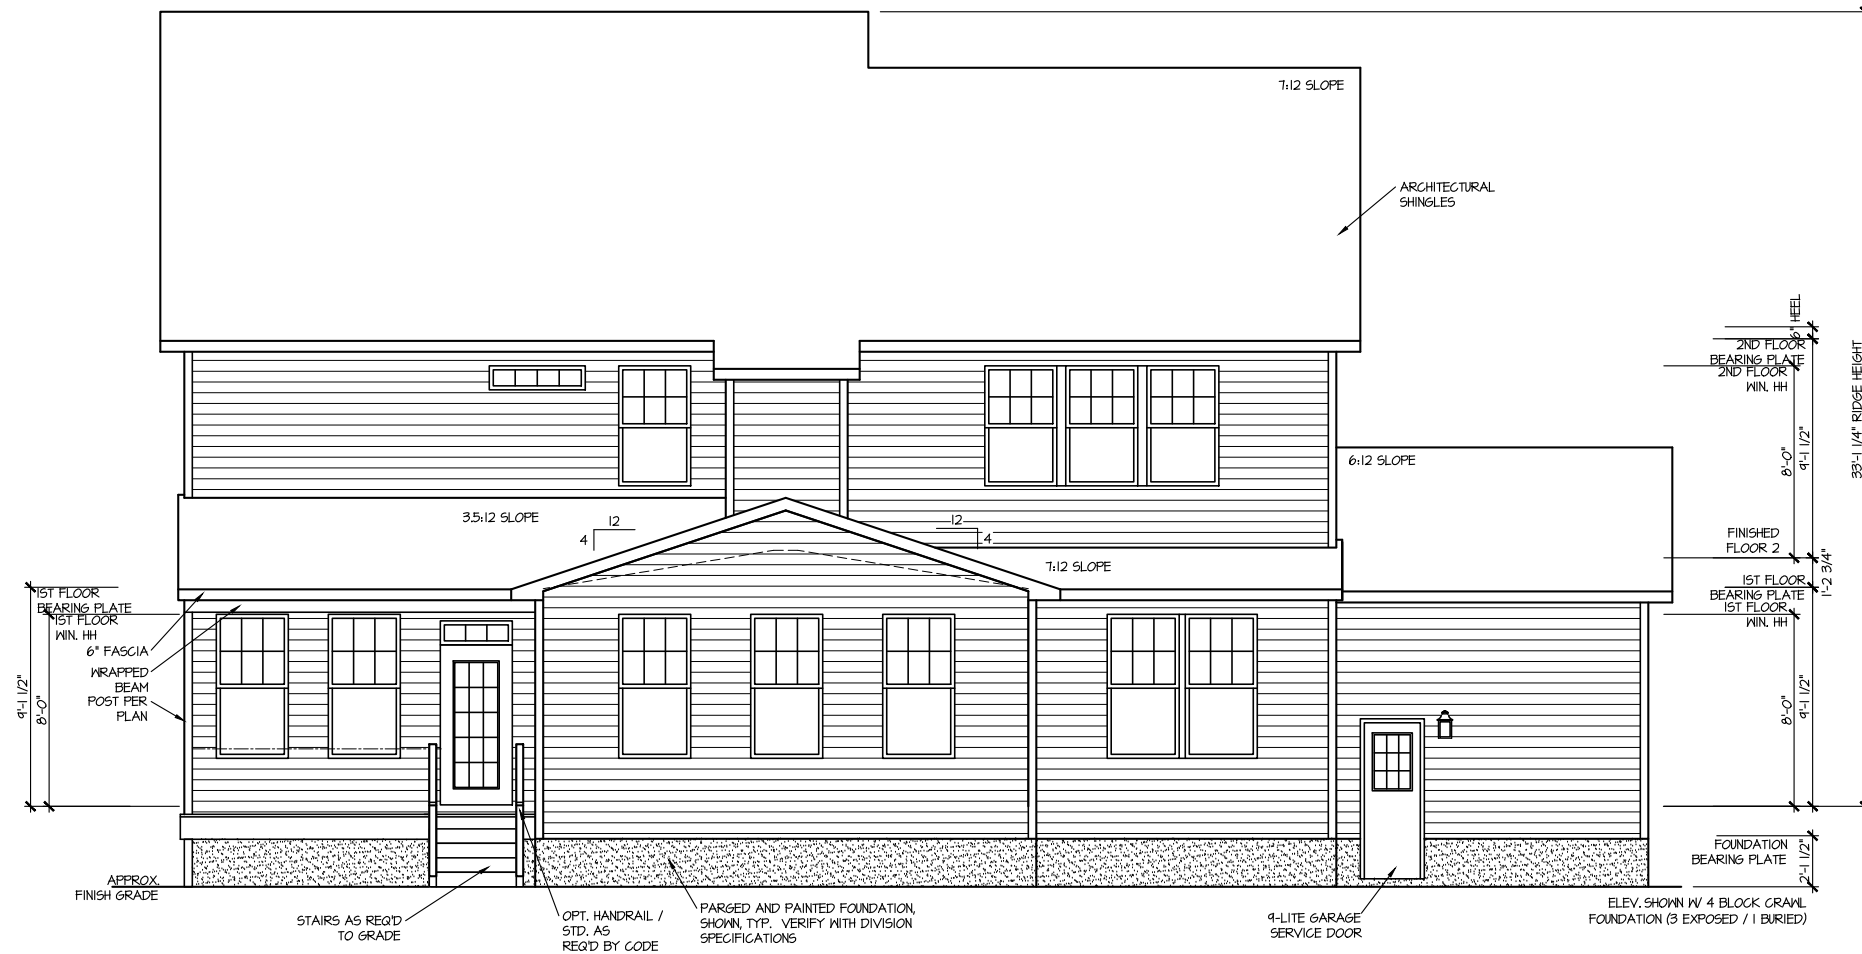 7:12 SLOPE
ARCHITECTURAL
SHINGLES
6" HEEL
2ND FLOOR
BEARING PLATE
2ND FLOOR
WIN. HH
33'-1 1/4" RIDGE HEIGHT
8'-0"
9'-1 1/2"
6:12 SLOPE
3.5:12 SLOPE
12
4
12
4
7:12 SLOPE
FINISHED
FLOOR 2
1'-2 3/4"
1ST FLOOR
BEARING PLATE
1ST FLOOR
WIN. HH
8'-0"
9'-1 1/2"
1ST FLOOR
BEARING PLATE
1ST FLOOR
WIN. HH
6" FASCIA
WRAPPED
BEAM
POST PER
PLAN
9'-1 1/2"
8'-0"
APPROX.
FINISH GRADE
STAIRS AS REQ'D
TO GRADE
OPT. HANDRAIL /
STD. AS
REQ'D BY CODE
PARGED AND PAINTED FOUNDATION,
SHOWN, TYP. VERIFY WITH DIVISION
SPECIFICATIONS
9-LITE GARAGE
SERVICE DOOR
FOUNDATION
BEARING PLATE
2'-1 1/2"
ELEV. SHOWN W/ 4 BLOCK CRAWL
FOUNDATION (3 EXPOSED / 1 BURIED)